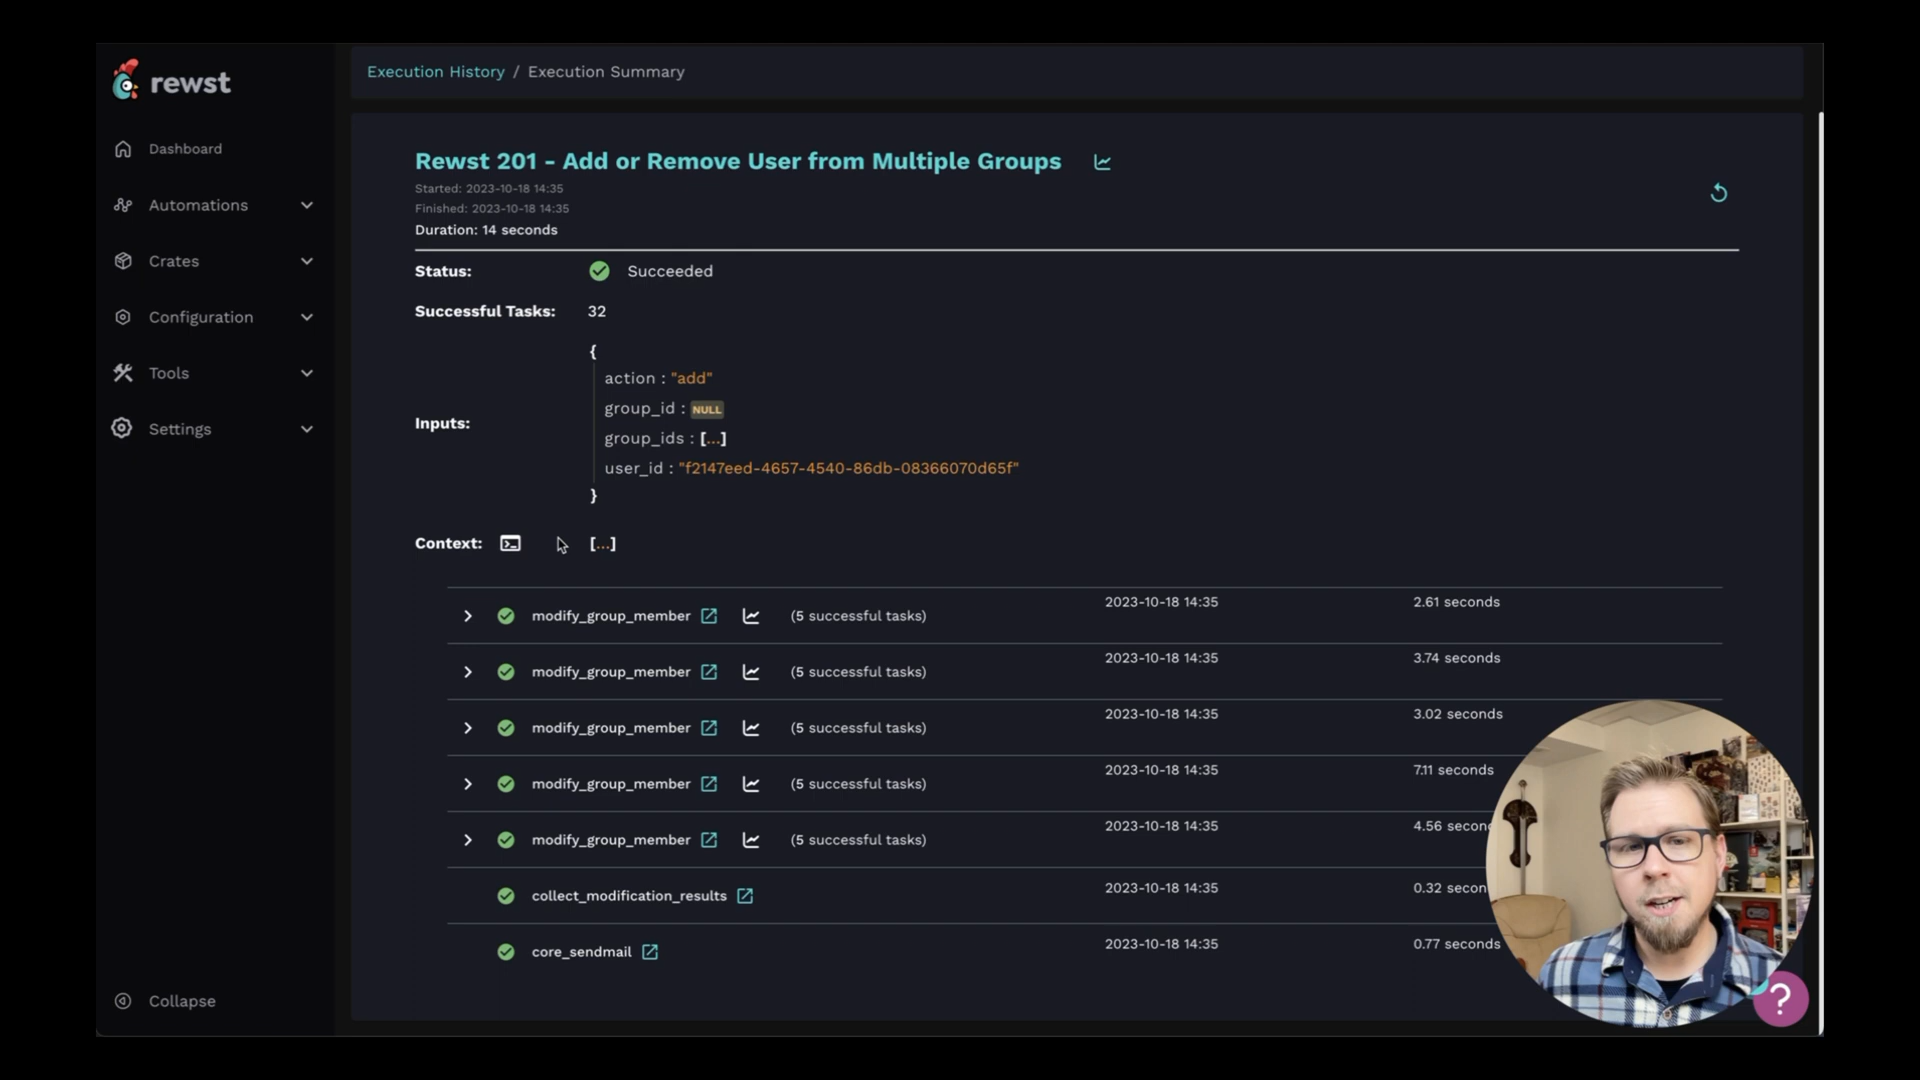 rewst
Execution History / Execution Summary
Dashboard
Automations
Crates
Configuration
Tools
Settings
Collapse
Rewst 201 - Add or Remove User from Multiple Groups
Started: 2023-10-18 14:35
Finished: 2023-10-18 14:35
Duration: 14 seconds
Status: Succeeded
Successful Tasks: 32
Inputs:
{
action : "add"
group_id : NULL
group_ids : [...]
user_id : "f2147eed-4657-4540-86db-08366070d65f"
}
Context: [...]
modify_group_member (5 successful tasks) 2023-10-18 14:35 2.61 seconds
modify_group_member (5 successful tasks) 2023-10-18 14:35 3.74 seconds
modify_group_member (5 successful tasks) 2023-10-18 14:35 3.02 seconds
modify_group_member (5 successful tasks) 2023-10-18 14:35 7.11 seconds
modify_group_member (5 successful tasks) 2023-10-18 14:35 4.56 secon
collect_modification_results 2023-10-18 14:35 0.32 secon
core_sendmail 2023-10-18 14:35 0.77 seconds
?